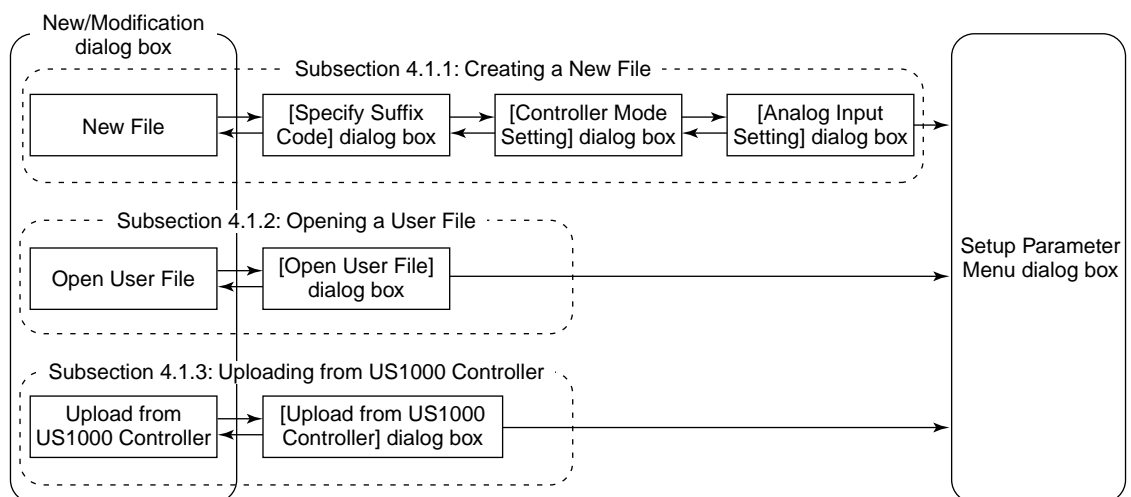 New/Modification
dialog box
Subsection 4.1.1: Creating a New File
New File
[Specify Suffix
Code] dialog box
[Controller Mode
Setting] dialog box
[Analog Input
Setting] dialog box
Subsection 4.1.2: Opening a User File
Open User File
[Open User File]
dialog box
Setup Parameter
Menu dialog box
Subsection 4.1.3: Uploading from US1000 Controller
Upload from
US1000 Controller
[Upload from US1000
Controller] dialog box